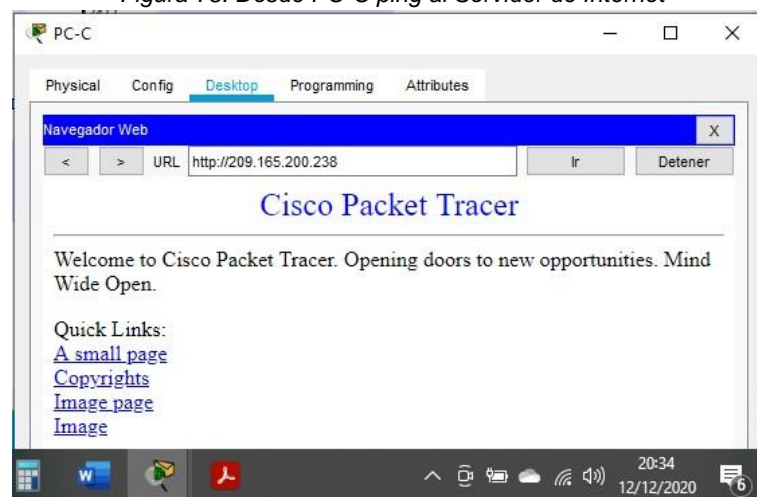 Figura 78. Desde PC-C ping al Servidor de Internet
PC-C
Physical Config Desktop Programming Attributes
Navegador Web X
< > URL http://209.165.200.238 Ir Detener
Cisco Packet Tracer
Welcome to Cisco Packet Tracer. Opening doors to new opportunities. Mind
Wide Open.
Quick Links:
A small page
Copyrights
Image page
Image
20:34
12/12/2020
6